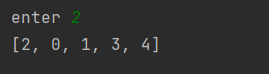 enter 2
[2, 0, 1, 3, 4]